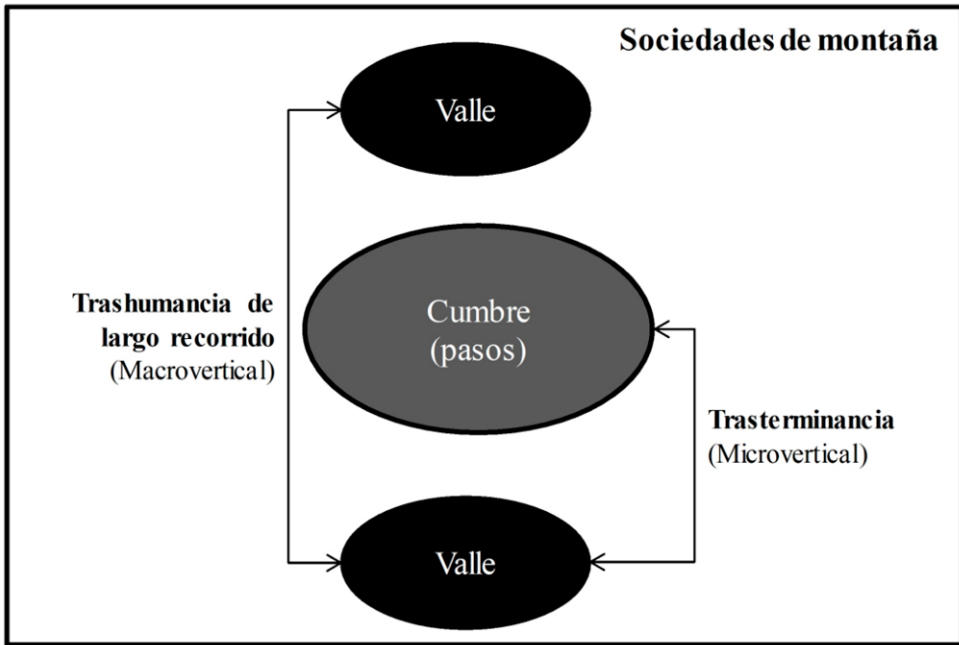 Sociedades de montaña
Valle
Cumbre
(pasos)
Trashumancia de
largo recorrido
(Macrovertical)
Trasterminancia
(Microvertical)
Valle